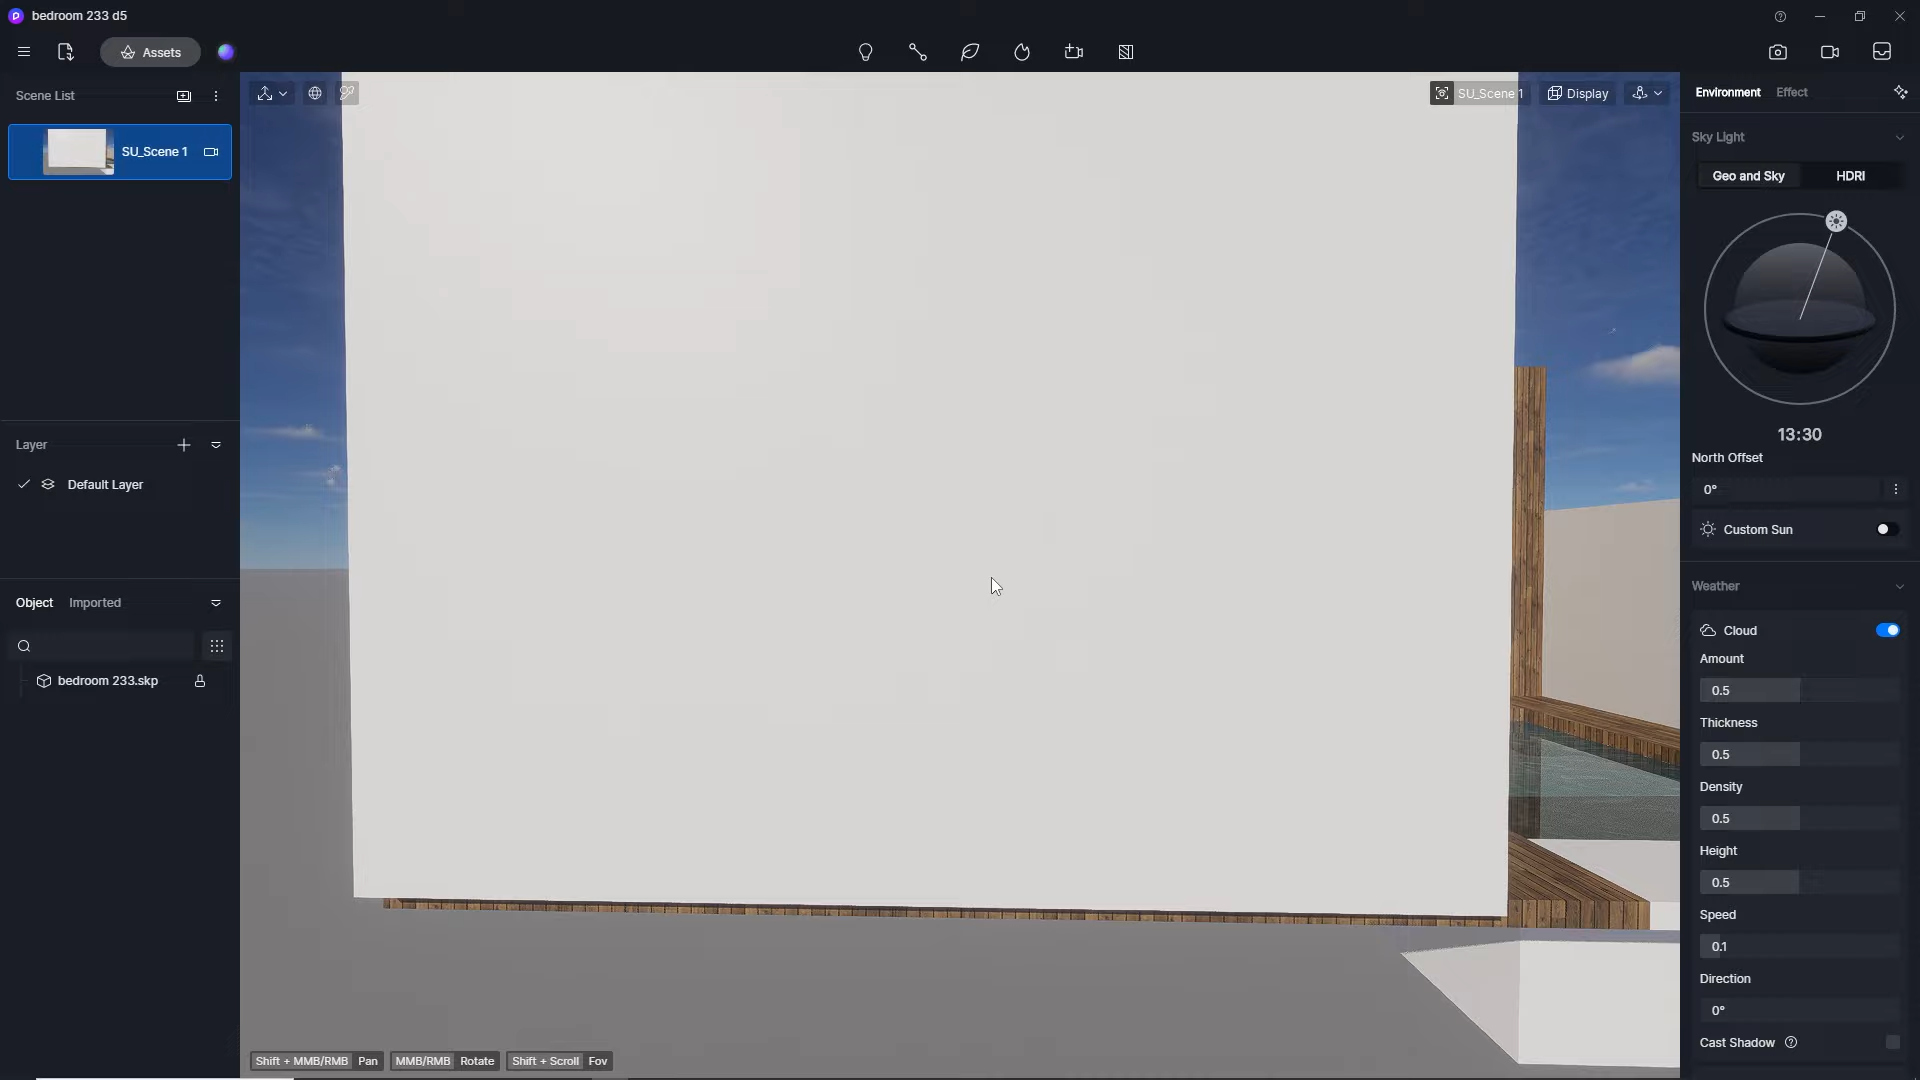 bedroom 233 d5
Assets
Scene List
SU_Scene 1
Layer
Default Layer
Object
Imported
bedroom 233.skp
SU_Scene 1
Display
Shift + MMB/RMB
Pan
MMB/RMB
Rotate
Shift + Scroll
Fov
Environment
Effect
Sky Light
Geo and Sky
HDRI
13:30
North Offset
0°
Custom Sun
Weather
Cloud
Amount
0.5
Thickness
0.5
Density
0.5
Height
0.5
Speed
0.1
Direction
0°
Cast Shadow